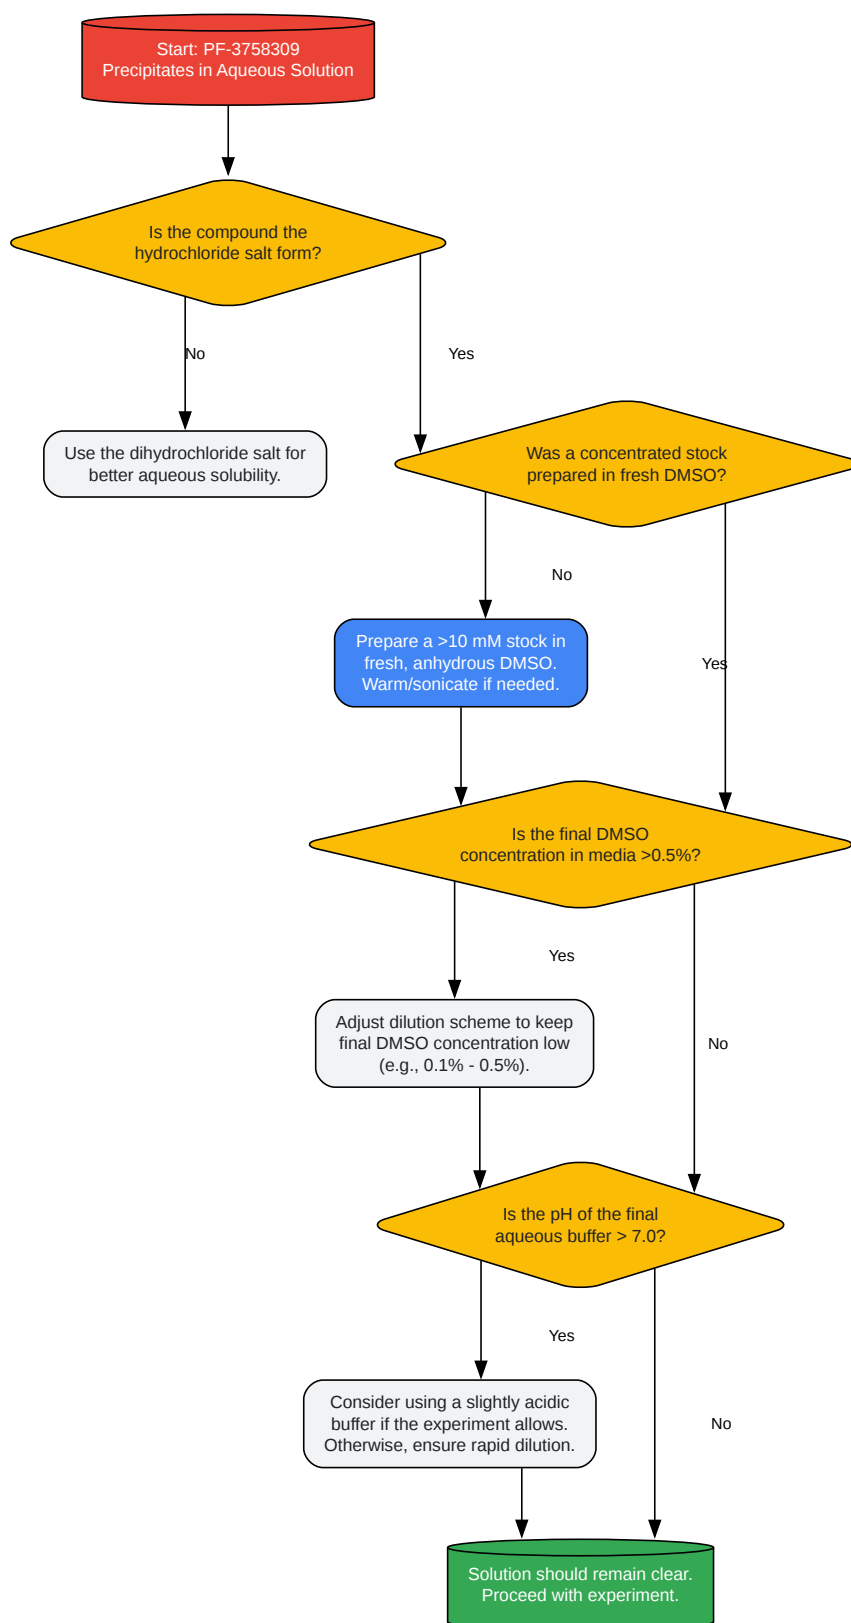 Start: PF-3758309
Precipitates in Aqueous Solution
Is the compound the
hydrochloride salt form?
No
Yes
Use the dihydrochloride salt for
better aqueous solubility.
Was a concentrated stock
prepared in fresh DMSO?
No
Prepare a >10 mM stock in
fresh, anhydrous DMSO.
Warm/sonicate if needed.
Yes
Is the final DMSO
concentration in media >0.5%?
Yes
Adjust dilution scheme to keep
final DMSO concentration low
(e.g., 0.1% - 0.5%).
No
Is the pH of the final
aqueous buffer > 7.0?
Yes
Consider using a slightly acidic
buffer if the experiment allows.
Otherwise, ensure rapid dilution.
No
Solution should remain clear.
Proceed with experiment.